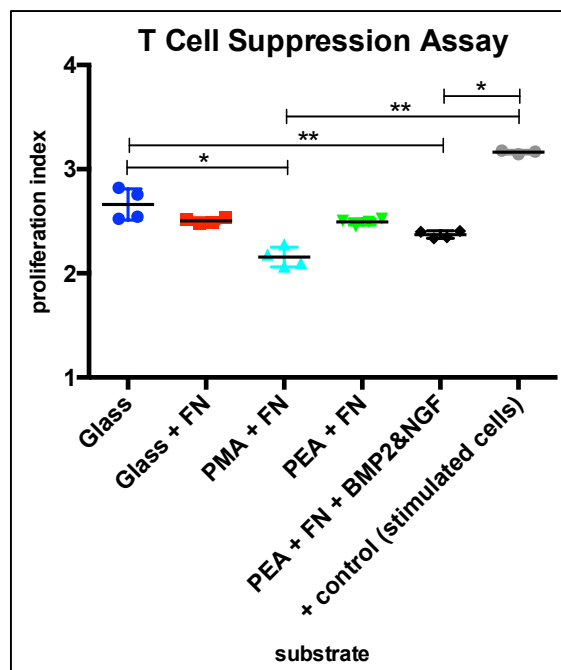 T Cell Suppression Assay
4
*
**
**
3
*
proliferation index
2
1
Glass
Glass + FN
PMA + FN
PEA + FN
PEA + FN + BMP2&NGF
+ control (stimulated cells)
substrate